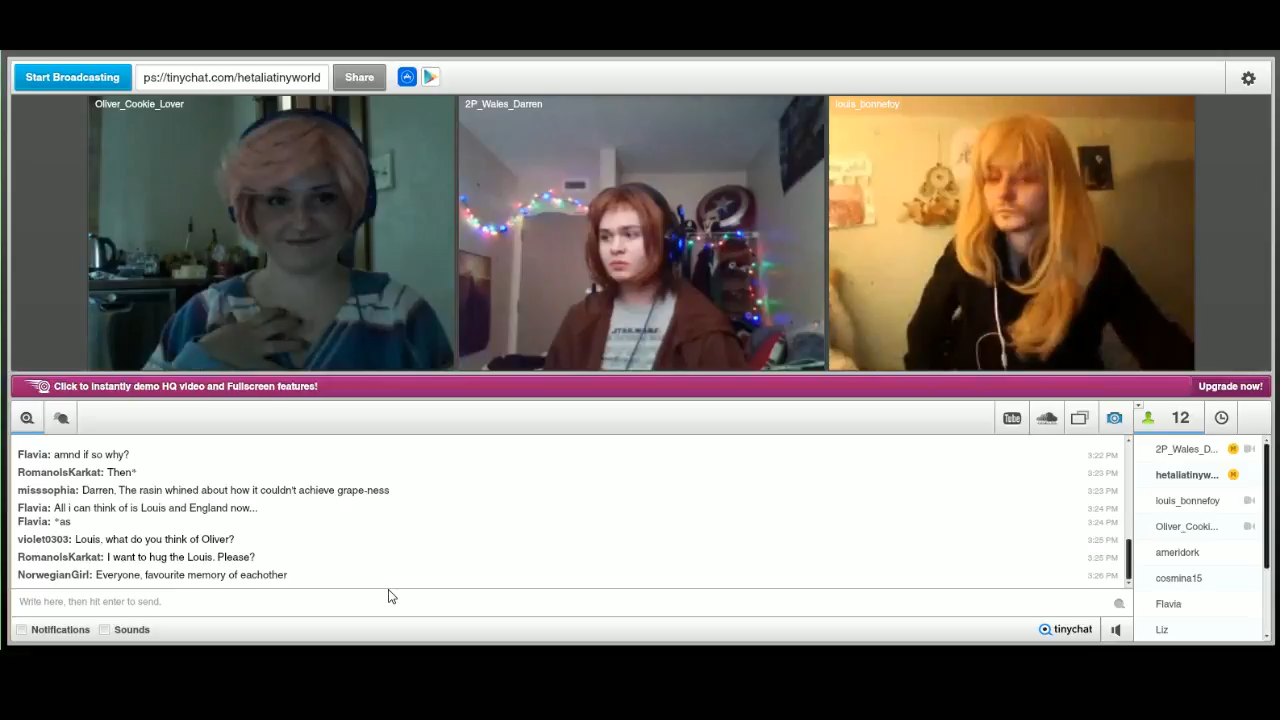 Start Broadcasting
ps://tinychat.com/hetaliatinyworld
Share
Oliver_Cookie_Lover
2P_Wales_Darren
louis_bonnefoy
STAR WARS
Click to instantly demo HQ video and Fullscreen features!
Upgrade now!
You Tube
12
Flavia: amnd if so why? 3:22 PM
RomanoIsKarkat: Then* 3:23 PM
misssophia: Darren, The rasin whined about how it couldn't achieve grape-ness 3:23 PM
Flavia: All i can think of is Louis and England now... 3:24 PM
Flavia: *as 3:24 PM
violet0303: Louis, what do you think of Oliver? 3:25 PM
RomanoIsKarkat: I want to hug the Louis. Please? 3:25 PM
NorwegianGirl: Everyone, favourite memory of eachother 3:26 PM
2P_Wales_D... M
hetaliatinyw... M
louis_bonnefoy
Oliver_Cooki...
ameridork
cosmina15
Flavia
Liz
Write here, then hit enter to send.
Notifications
Sounds
tinychat